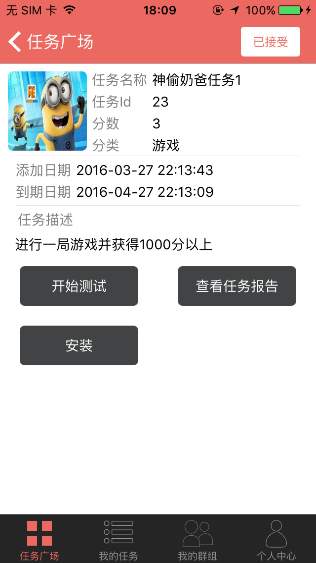 无 SIM 卡 18:09 100%
任务广场 已接受
任务名称 神偷奶爸任务1
任务Id 23
分数 3
分类 游戏
添加日期 2016-03-27 22:13:43
到期日期 2016-04-27 22:13:09
任务描述
进行一局游戏并获得1000分以上
开始测试 查看任务报告
安装
任务广场 我的任务 我的群组 个人中心